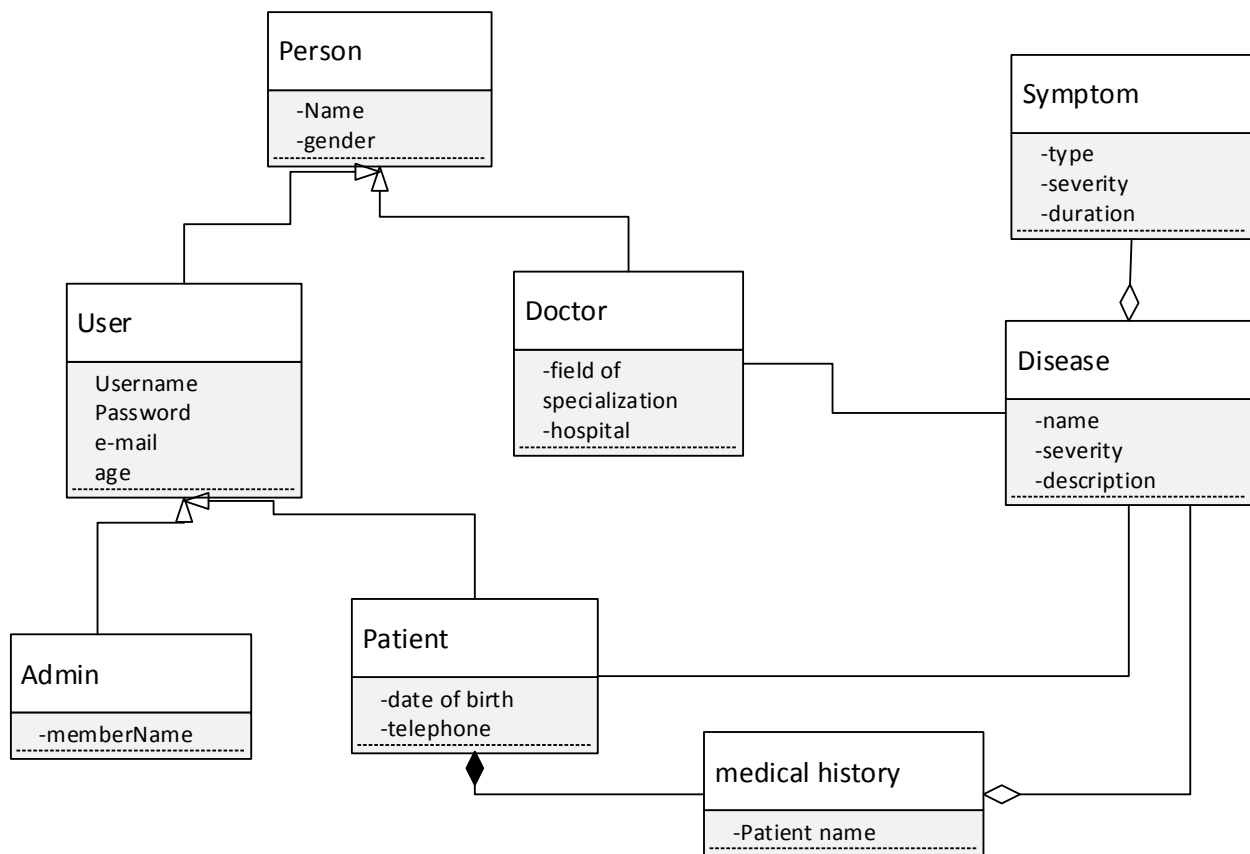 Person
-Name
-gender
Symptom
-type
-severity
-duration
User
Username
Password
e-mail
age
Doctor
-field of
specialization
-hospital
Disease
-name
-severity
-description
Admin
-memberName
Patient
-date of birth
-telephone
medical history
-Patient name